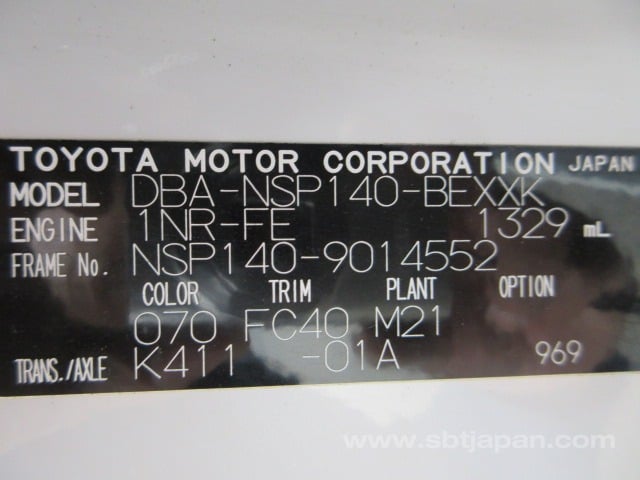 TOYOTA MOTOR CORPORATION JAPAN
MODEL DBA-NSP140-BEXXK
ENGINE 1NR-FE 1329 mL
FRAME No. NSP140-9014552
COLOR TRIM PLANT OPTION
070 FC40 M21
TRANS./AXLE K411 -01A 969
www.sbtjapan.com